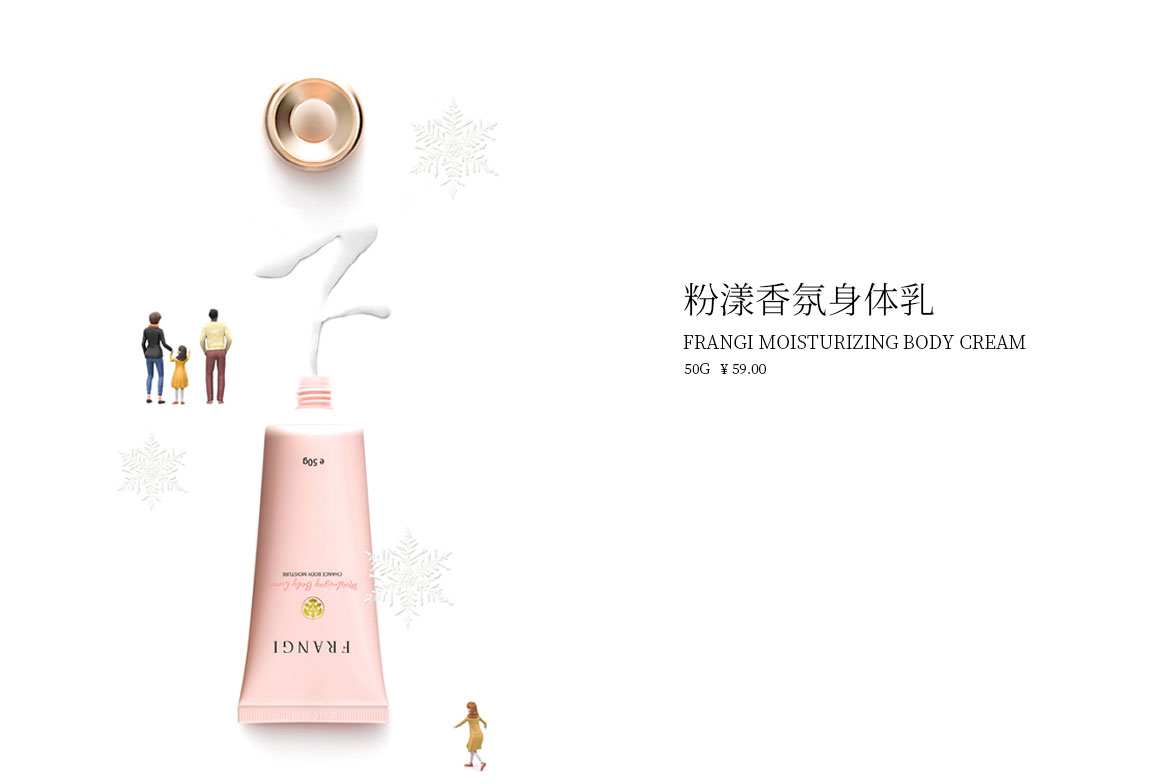 粉漾香氛身体乳
FRANGI MOISTURIZING BODY CREAM
50G ¥ 59.00
e 50g
CHANCE BODY MOISTURE
Moisturizing Body Cream
FRANGI